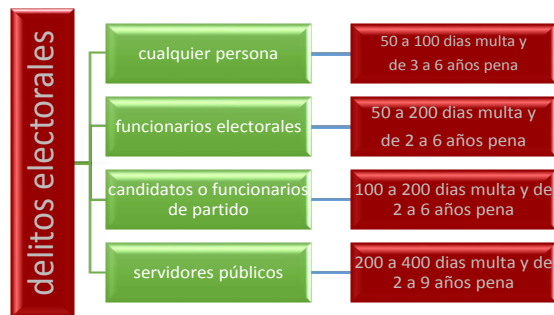 delitos electorales
cualquier persona
50 a 100 dias multa y
de 3 a 6 años pena
funcionarios electorales
50 a 200 dias multa y
de 2 a 6 años pena
candidatos o funcionarios
de partido
100 a 200 dias multa y de
2 a 6 años pena
servidores públicos
200 a 400 dias multa y de
2 a 9 años pena